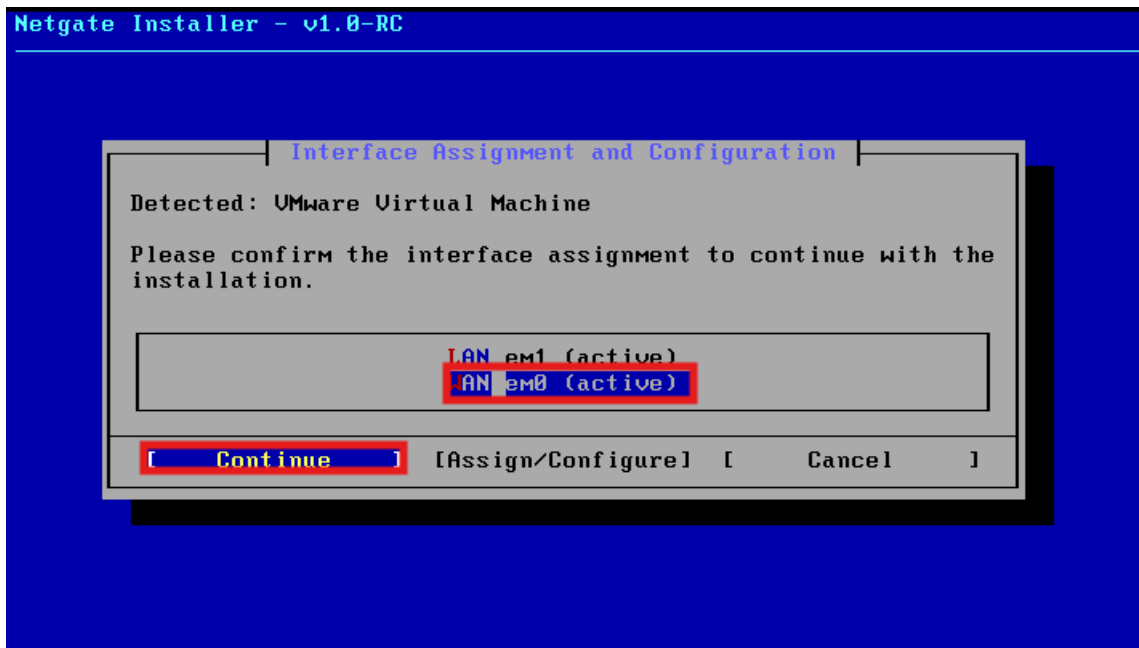 Netgate Installer - v1.0-RC
Interface Assignment and Configuration
Detected: VMware Virtual Machine
Please confirm the interface assignment to continue with the
installation.
LAN em1 (active)
WAN em0 (active)
[ Continue ] [Assign/Configure] [ Cancel ]